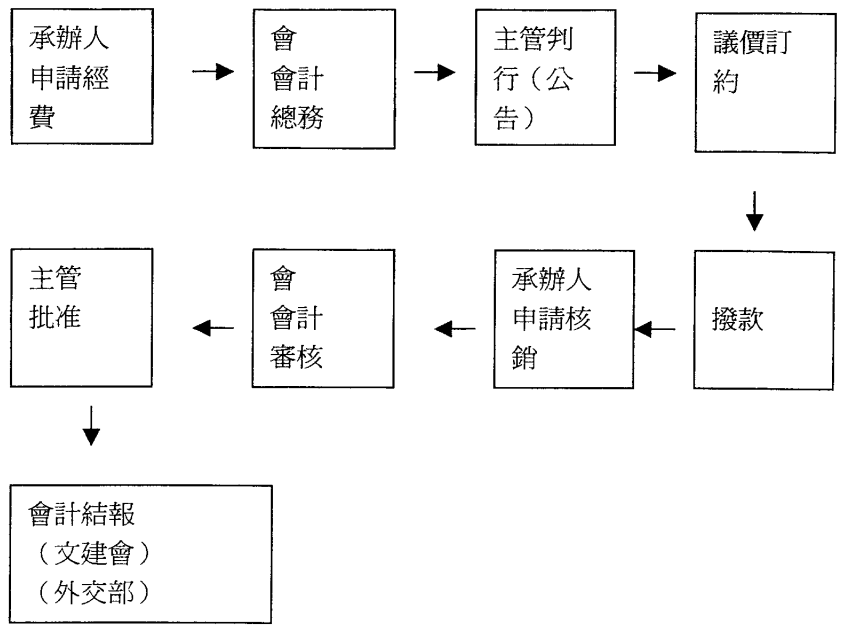 承辦人
申請經
費
會
會計
總務
主管判
行（公
告）
議價訂
約
撥款
承辦人
申請核
銷
會
會計
審核
主管
批准
會計結報
（文建會）
（外交部）